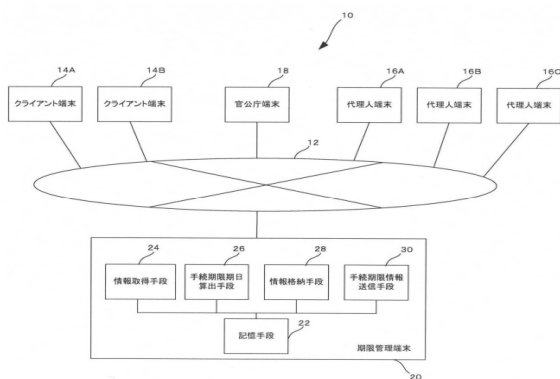 10
14A
14B
18
16A
16B
16C
クライアント端末
クライアント端末
官公庁端末
代理人端末
代理人端末
代理人端末
12
24
26
28
30
情報取得手段
手続期限期日
算出手段
情報格納手段
手続期限情報
送信手段
22
記憶手段
期限管理端末
20